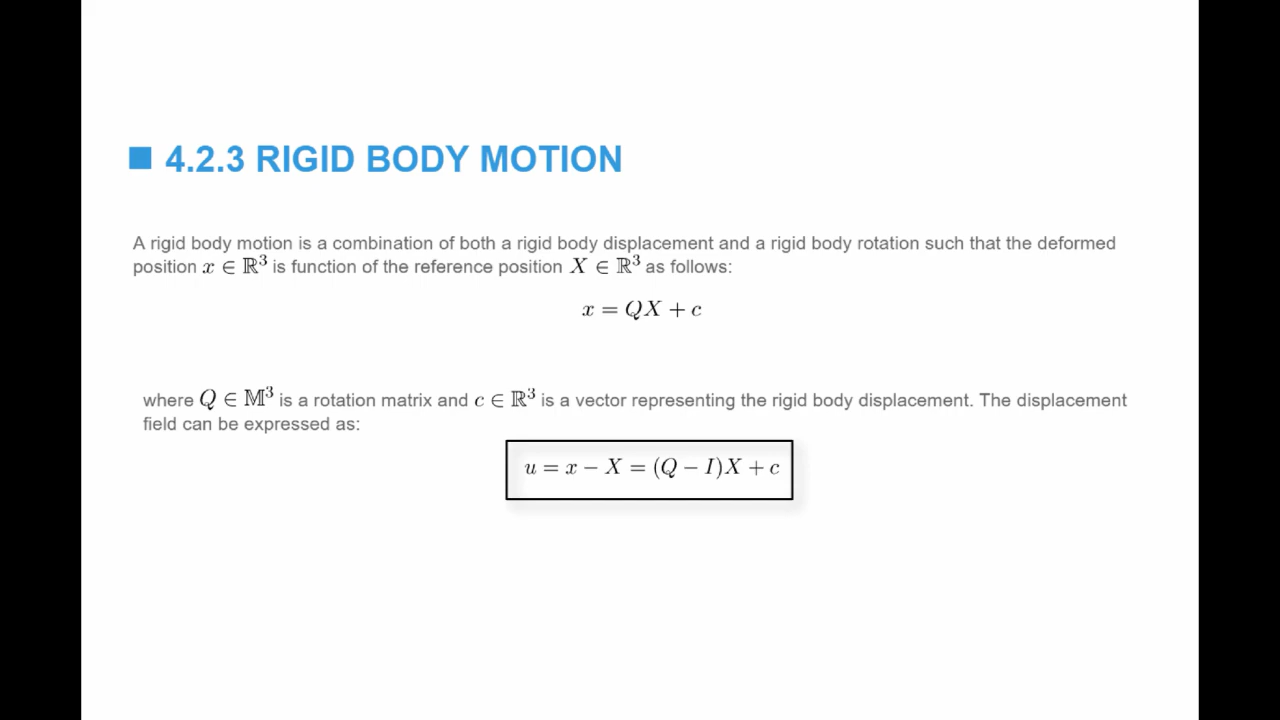 4.2.3 RIGID BODY MOTION
A rigid body motion is a combination of both a rigid body displacement and a rigid body rotation such that the deformed
position x ∈ ℝ³ is function of the reference position X ∈ ℝ³ as follows:
x = QX + c
where Q ∈ 𝕄³ is a rotation matrix and c ∈ ℝ³ is a vector representing the rigid body displacement. The displacement
field can be expressed as:
u = x − X = (Q − I)X + c